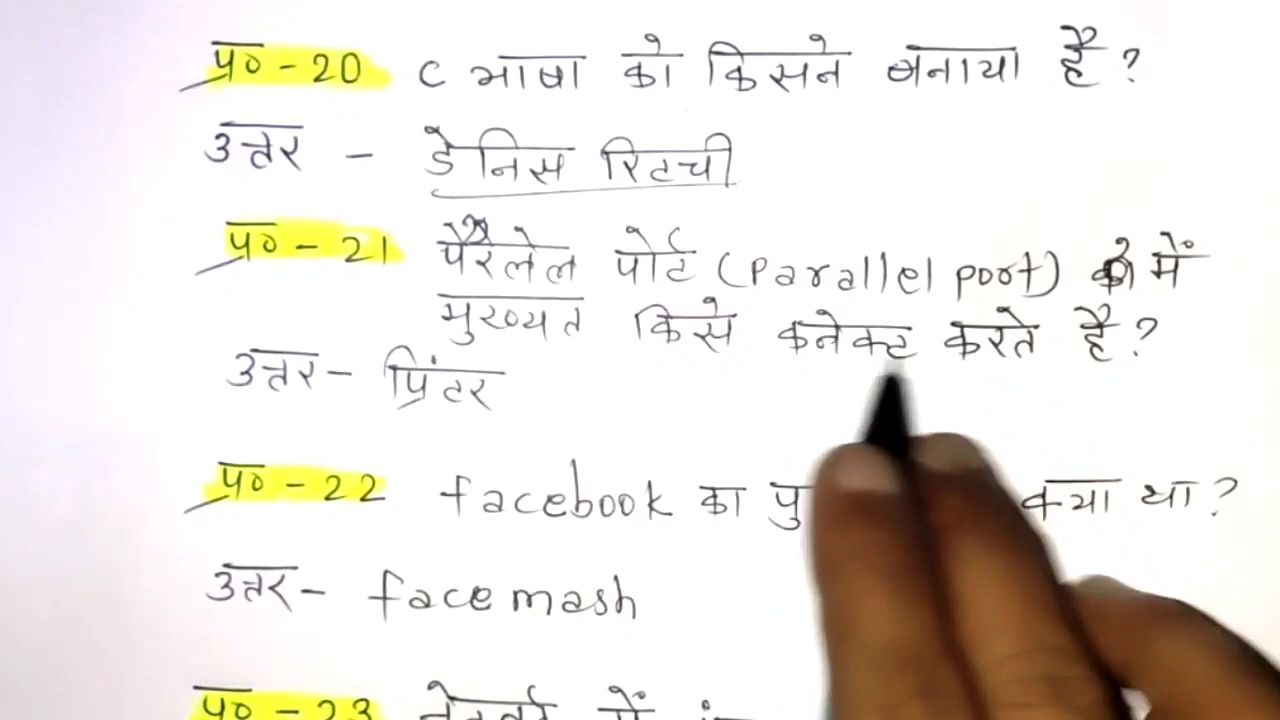 प्र० - 20 C भाषा को किसने बनाया है ?
उत्तर - डेनिस रिटची
प्र० - 21 पैरेलेल पोर्ट (Parallel port) में
मुख्यत किसे कनेक्ट करते है ?
उत्तर - प्रिंटर
प्र० - 22 facebook का क्या था ?
उत्तर - facemash
प्र० - 23 में